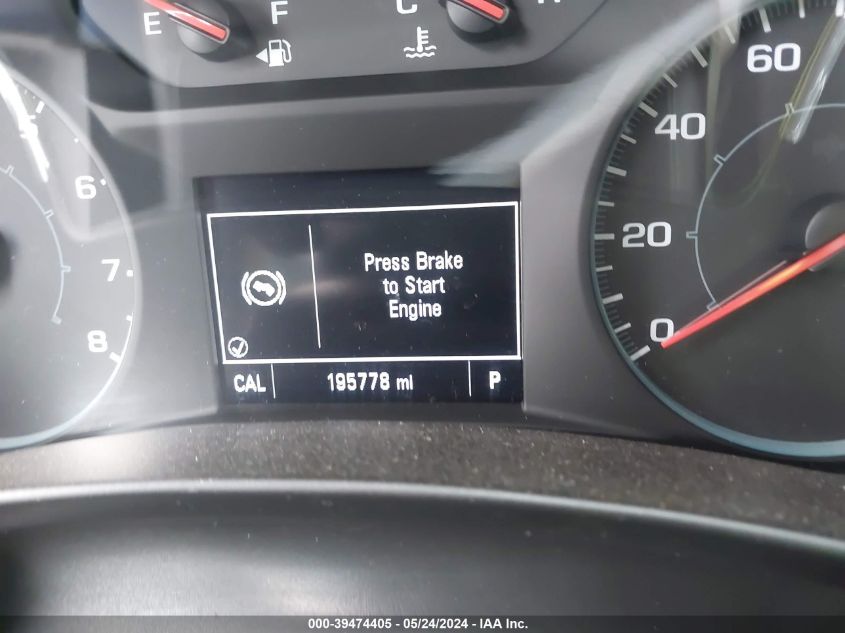 E F C
60
5 40
6
Press Brake
to Start
Engine
20
7
8 0
CAL 195778 mi P
000-39474405 / 05/24/2024 - IAA Inc.